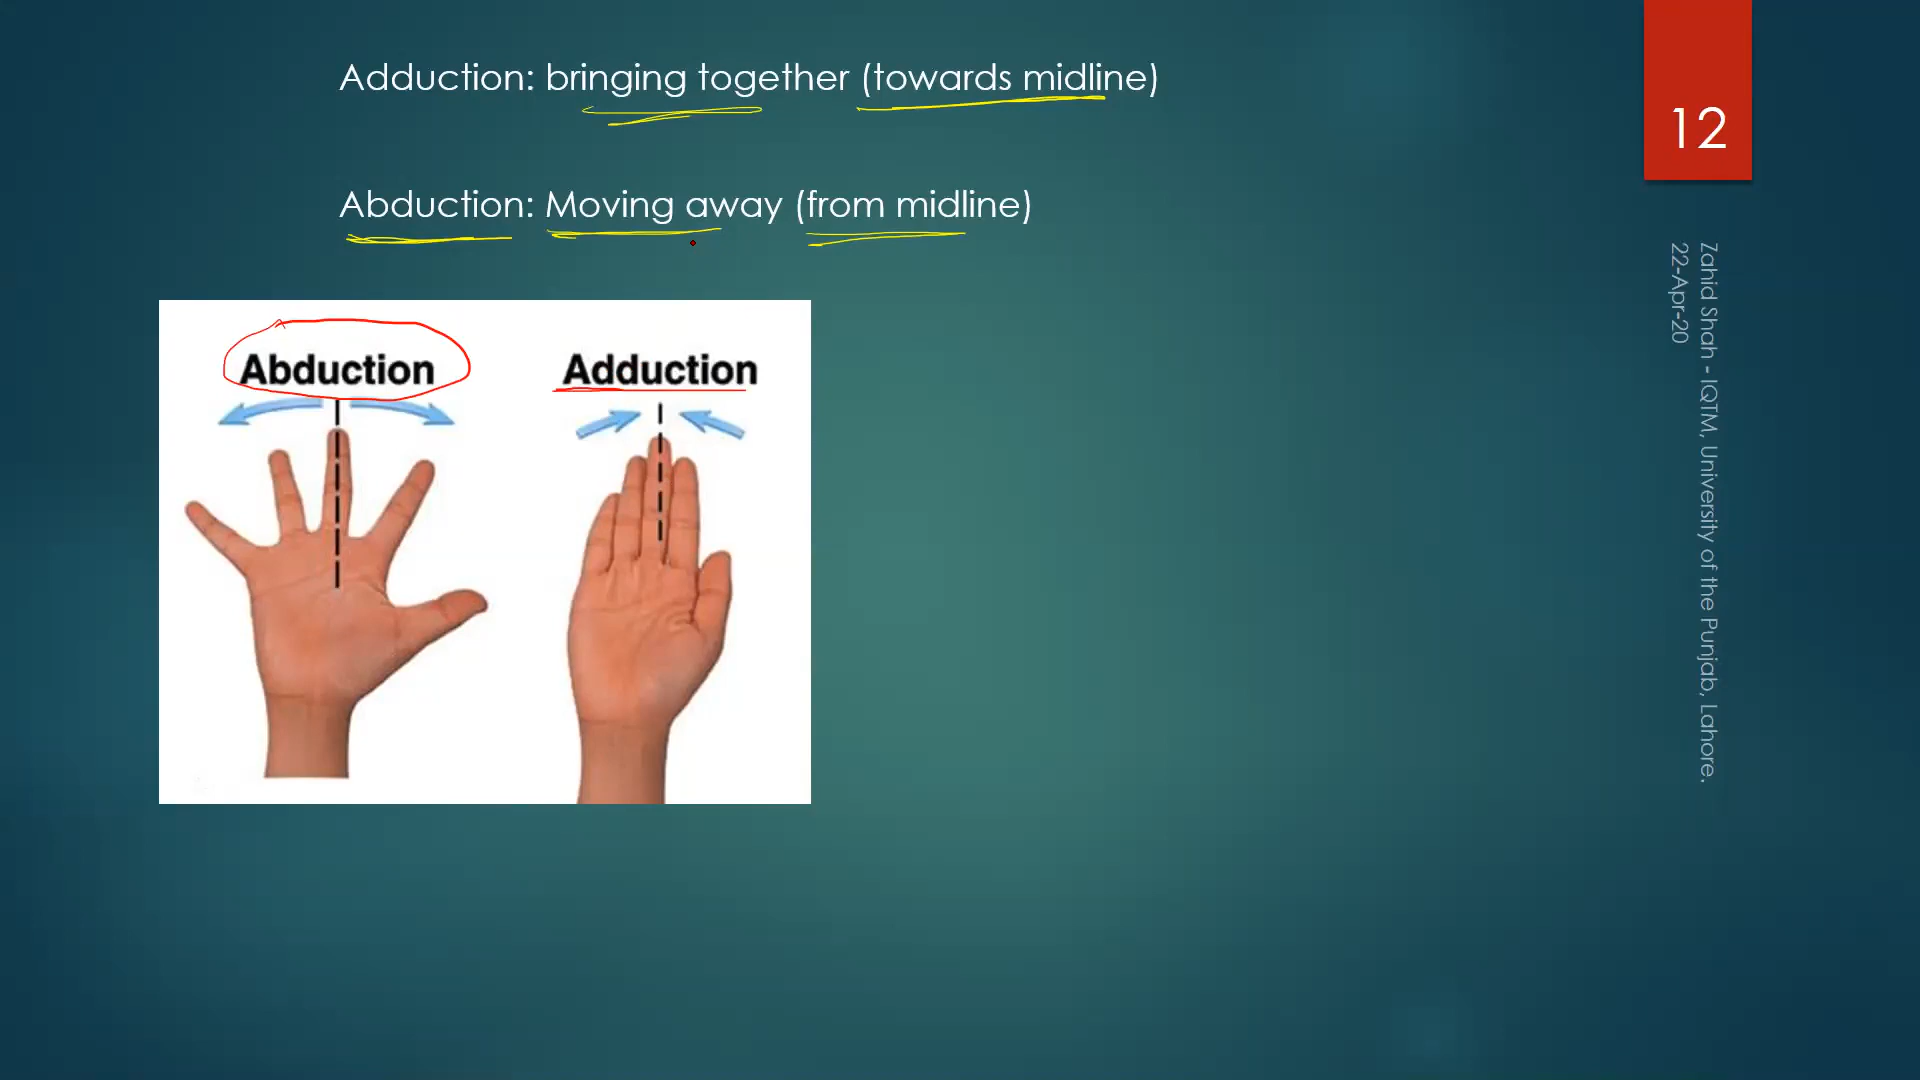 Adduction: bringing together (towards midline)
12
Abduction: Moving away (from midline)
Abduction
Adduction
Zahid Shah - IQTM, University of the Punjab, Lahore.
22-Apr-20